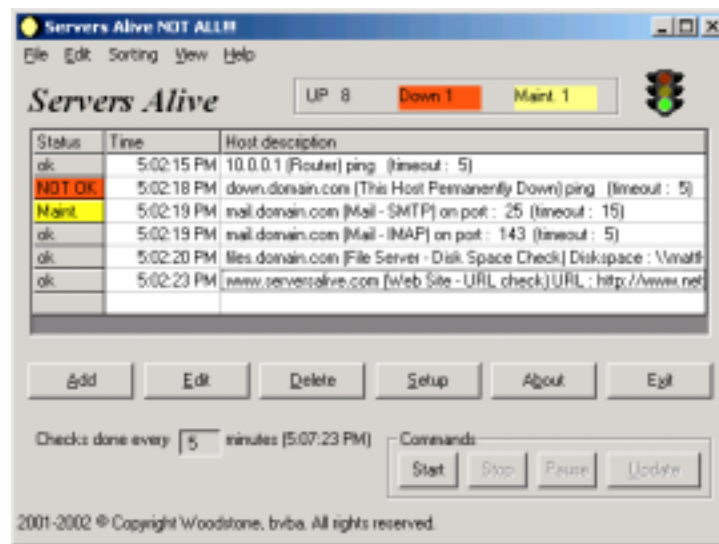 Servers Alive NOT ALL!!!
File Edit Sorting View Help
Servers Alive
UP 8 Down 1 Maint. 1
Status Time Host description
ok 5:02:15 PM 10.0.0.1 (Router) ping (timeout : 5)
NOT OK 5:02:18 PM down.domain.com (This Host Permanently Down) ping (timeout : 5)
Maint. 5:02:19 PM mail.domain.com (Mail - SMTP) on port : 25 (timeout : 15)
ok 5:02:19 PM mail.domain.com (Mail - IMAP) on port : 143 (timeout : 5)
ok 5:02:20 PM files.domain.com (File Server - Disk Space Check) Diskspace :
ok 5:02:23 PM www.serversalive.com (Web Site - URL check) URL : http://www.net
Add Edit Delete Setup About Exit
Checks done every 5 minutes (5:07:23 PM)
Commands
Start Stop Pause Update
2001-2002 © Copyright Woodstone, bvba. All rights reserved.